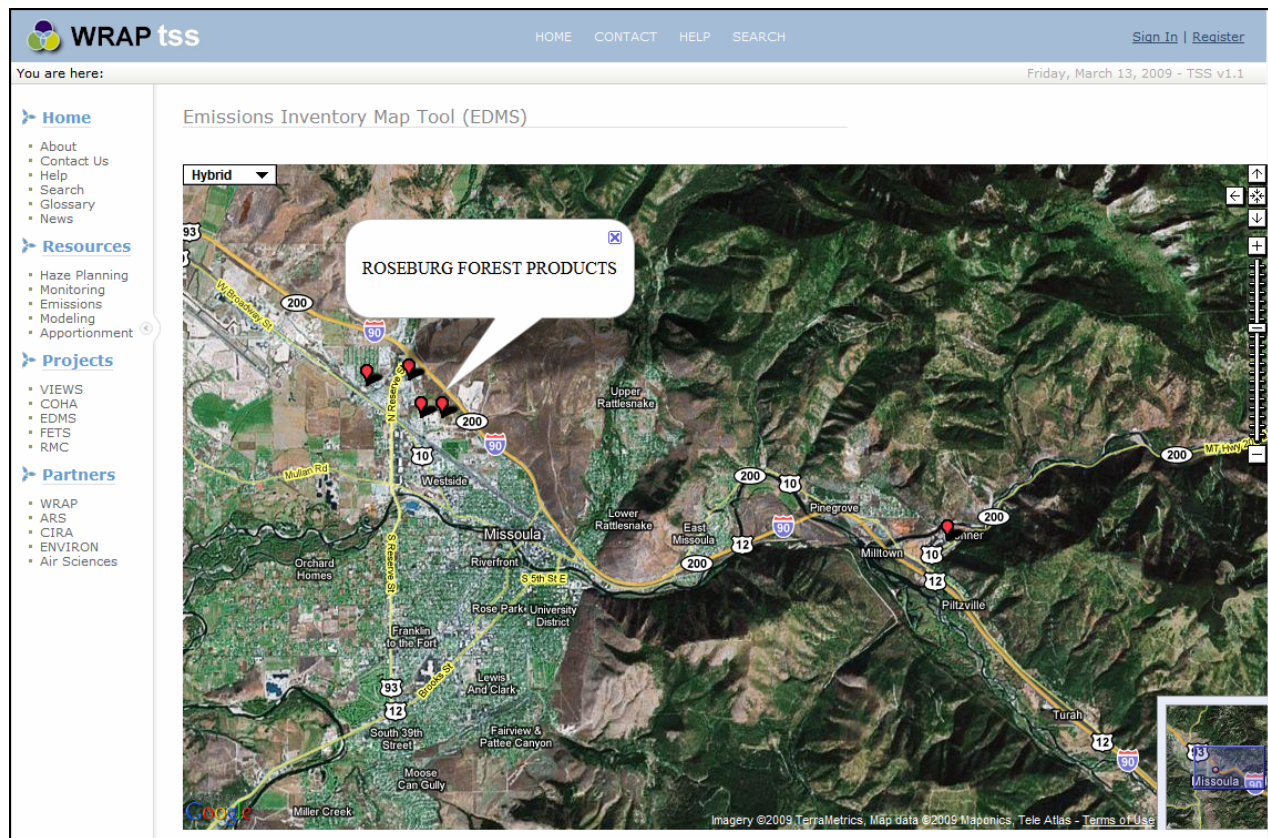 WRAP tss
HOME CONTACT HELP SEARCH
Sign In | Register
You are here:
Friday, March 13, 2009 - TSS v1.1
Home
About
Contact Us
Help
Search
Glossary
News
Resources
Haze Planning
Monitoring
Emissions
Modeling
Apportionment
Projects
VIEWS
COHA
EDMS
FETS
RMC
Partners
WRAP
ARS
CIRA
ENVIRON
Air Sciences
Emissions Inventory Map Tool (EDMS)
Hybrid
93
ROSEBURG FOREST PRODUCTS
W Broadway St
200
90
N Reserve St
Upper
Rattlesnake
200
90
10
Mullan Rd
Westside
200
MT Hwy
200
10
Pinegrove
Lower
Rattlesnake
East
Missoula
90
200
Missoula
12
Milltown
10
Orchard
Homes
Riverfront
200
S Reserve St
S 5th St E
12
Rose Park
University
District
Piltzville
Franklin
to the Fort
Lewis
And Clark
93
Brooks St
12
Turah
South 39th
Street
Fairview &
Pattee Canyon
12
90
Moose
Can Gully
93
Missoula
90
Google
Miller Creek
Imagery ©2009 TerraMetrics, Map data ©2009 Maponics, Tele Atlas - Terms of Use